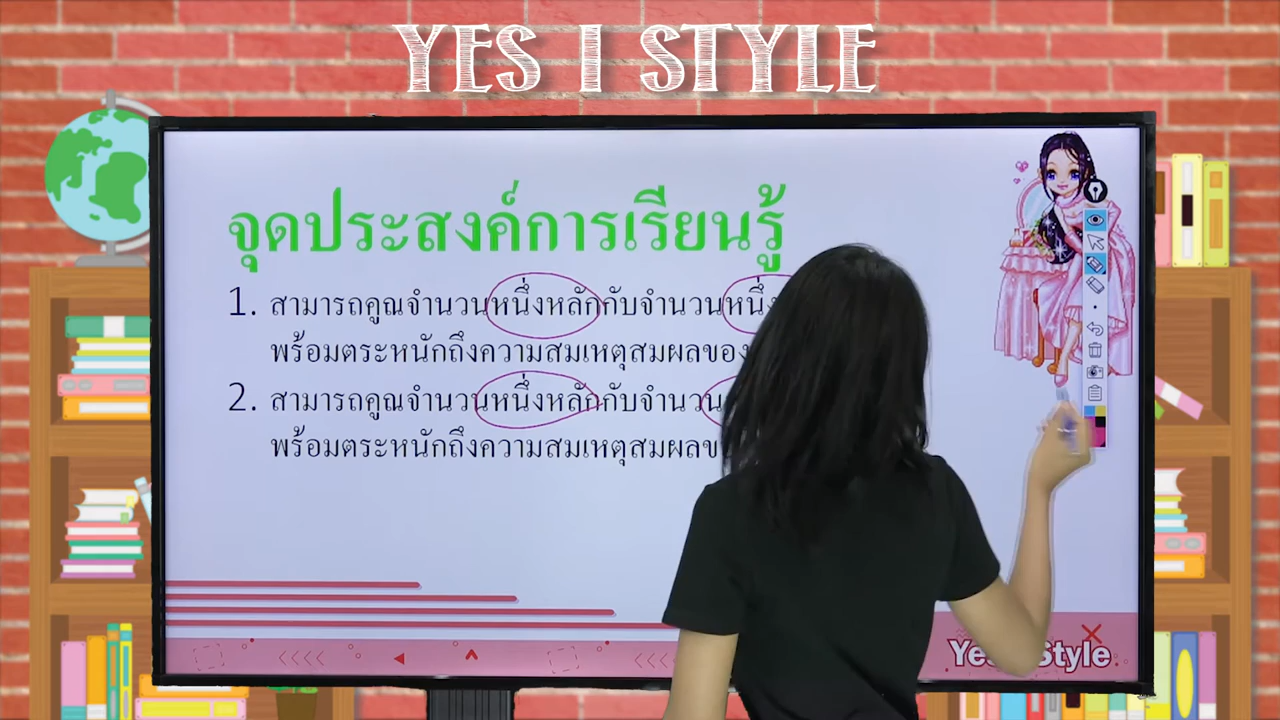 YES I STYLE
จุดประสงค์การเรียนรู้
1. สามารถคูณจำนวนหนึ่งหลักกับจำนวนหนึ่ง
พร้อมตระหนักถึงความสมเหตุสมผลของ
2. สามารถคูณจำนวนหนึ่งหลักกับจำนวน
พร้อมตระหนักถึงความสมเหตุสมผลข
Style